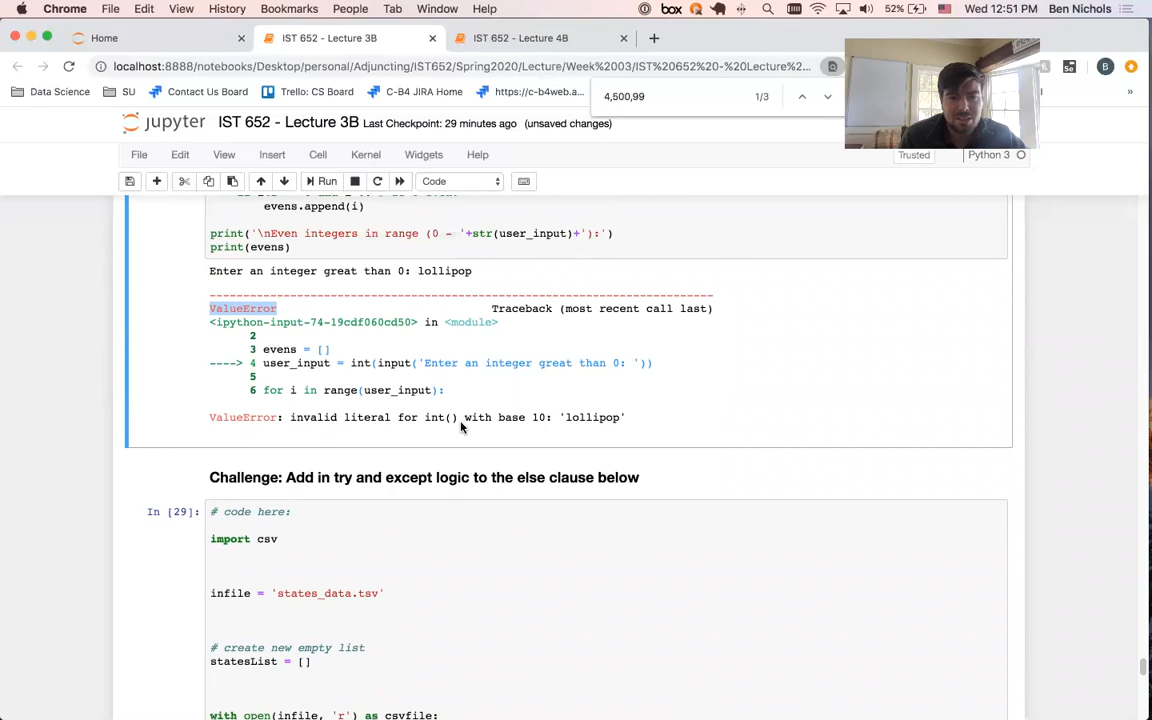 Chrome File Edit View History Bookmarks People Tab Window Help box 52% Wed 12:51 PM Ben Nichols
Home IST 652 - Lecture 3B IST 652 - Lecture 4B
localhost:8888/notebooks/Desktop/personal/Adjuncting/IST652/Spring2020/Lecture/Week%2003/IST%20652%20-%20Lecture%...
Data Science SU Contact Us Board Trello: CS Board C-B4 JIRA Home https://c-b4web.a... »
4,500,99 1/3
jupyter IST 652 - Lecture 3B Last Checkpoint: 29 minutes ago (unsaved changes)
File Edit View Insert Cell Kernel Widgets Help Trusted Python 3
Run Code
evens.append(i)
print('\nEven integers in range (0 - '+str(user_input)+'):')
print(evens)
Enter an integer great than 0: lollipop
---------------------------------------------------------------------------
ValueError Traceback (most recent call last)
<ipython-input-74-19cdf060cd50> in <module>
2
3 evens = []
----> 4 user_input = int(input('Enter an integer great than 0: '))
5
6 for i in range(user_input):
ValueError: invalid literal for int() with base 10: 'lollipop'
Challenge: Add in try and except logic to the else clause below
In [29]: # code here:
import csv
infile = 'states_data.tsv'
# create new empty list
statesList = []
with open(infile, 'r') as csvfile: